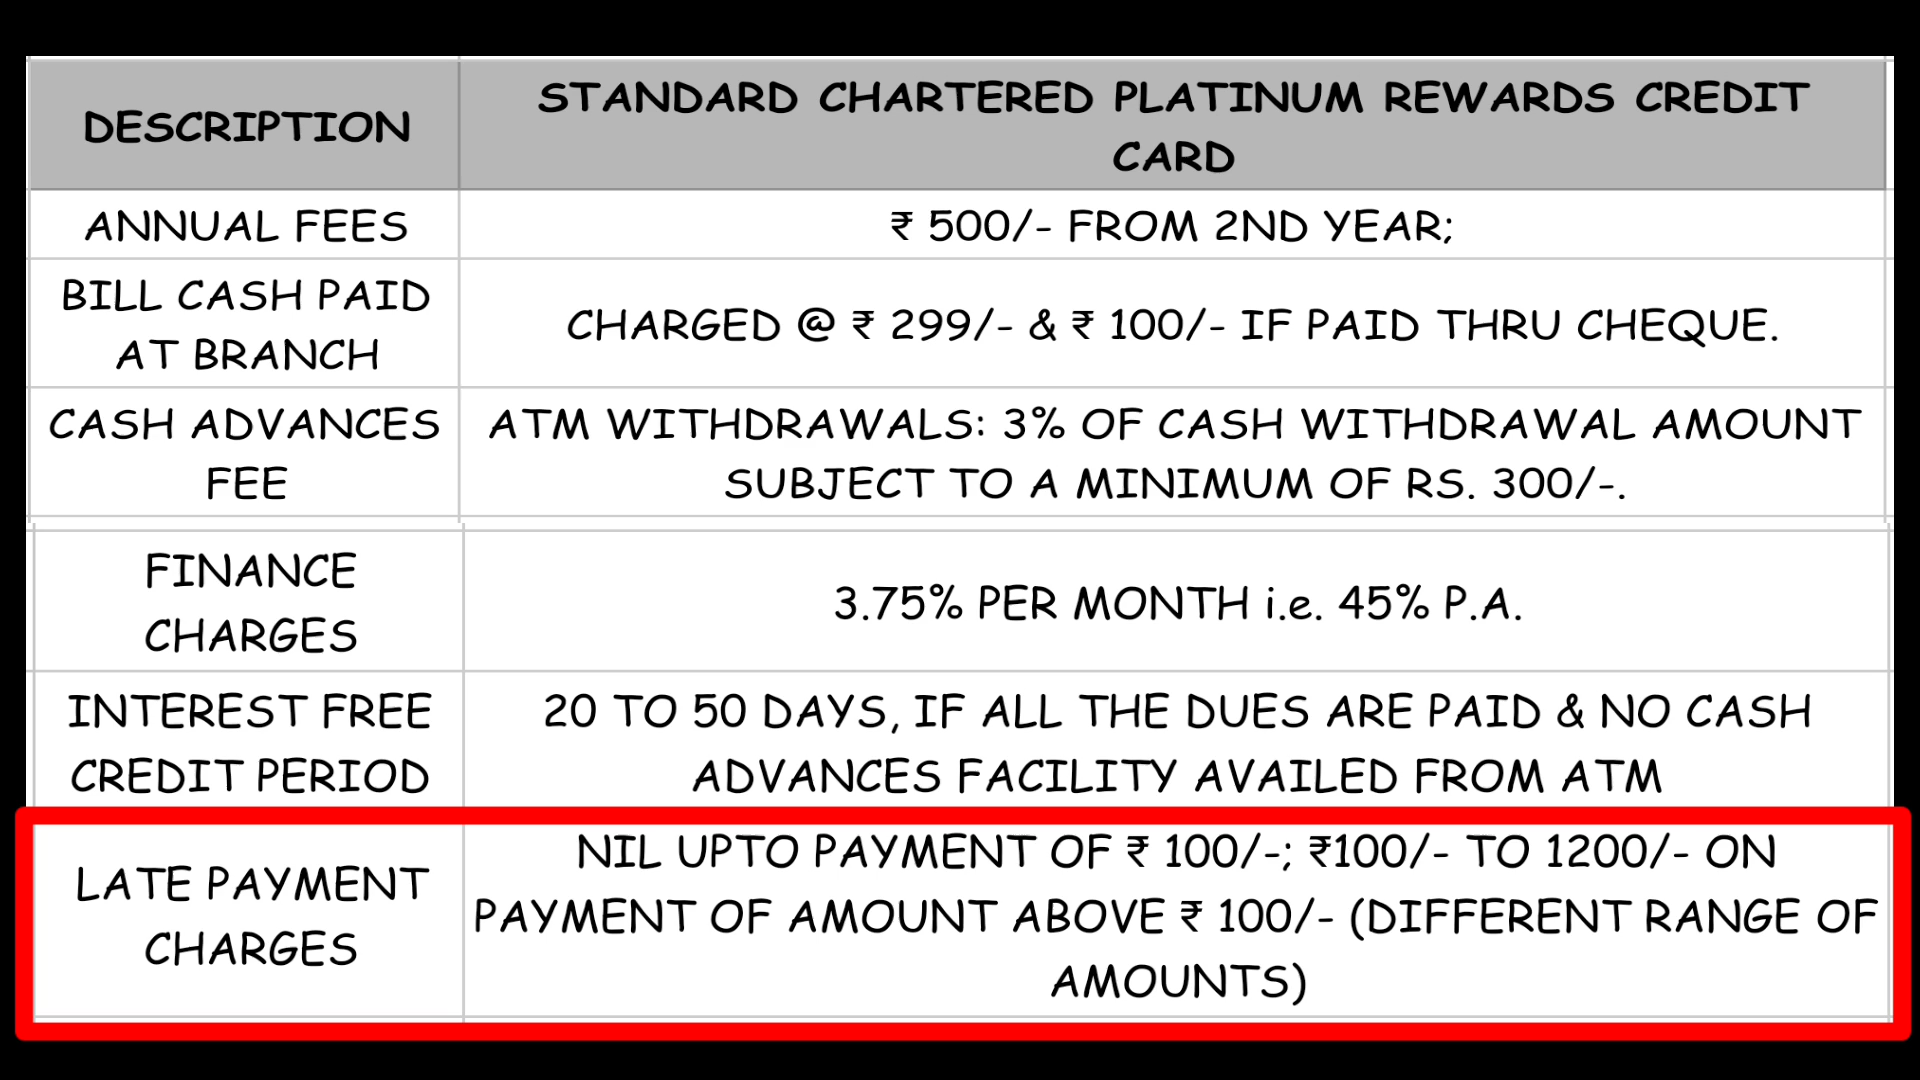 DESCRIPTION
STANDARD CHARTERED PLATINUM REWARDS CREDIT
CARD
ANNUAL FEES
₹ 500/- FROM 2ND YEAR;
BILL CASH PAID
AT BRANCH
CHARGED @ ₹ 299/- & ₹ 100/- IF PAID THRU CHEQUE.
CASH ADVANCES
FEE
ATM WITHDRAWALS: 3% OF CASH WITHDRAWAL AMOUNT
SUBJECT TO A MINIMUM OF RS. 300/-.
FINANCE
CHARGES
3.75% PER MONTH i.e. 45% P.A.
INTEREST FREE
CREDIT PERIOD
20 TO 50 DAYS, IF ALL THE DUES ARE PAID & NO CASH
ADVANCES FACILITY AVAILED FROM ATM
LATE PAYMENT
CHARGES
NIL UPTO PAYMENT OF ₹ 100/-; ₹100/- TO 1200/- ON
PAYMENT OF AMOUNT ABOVE ₹ 100/- (DIFFERENT RANGE OF
AMOUNTS)